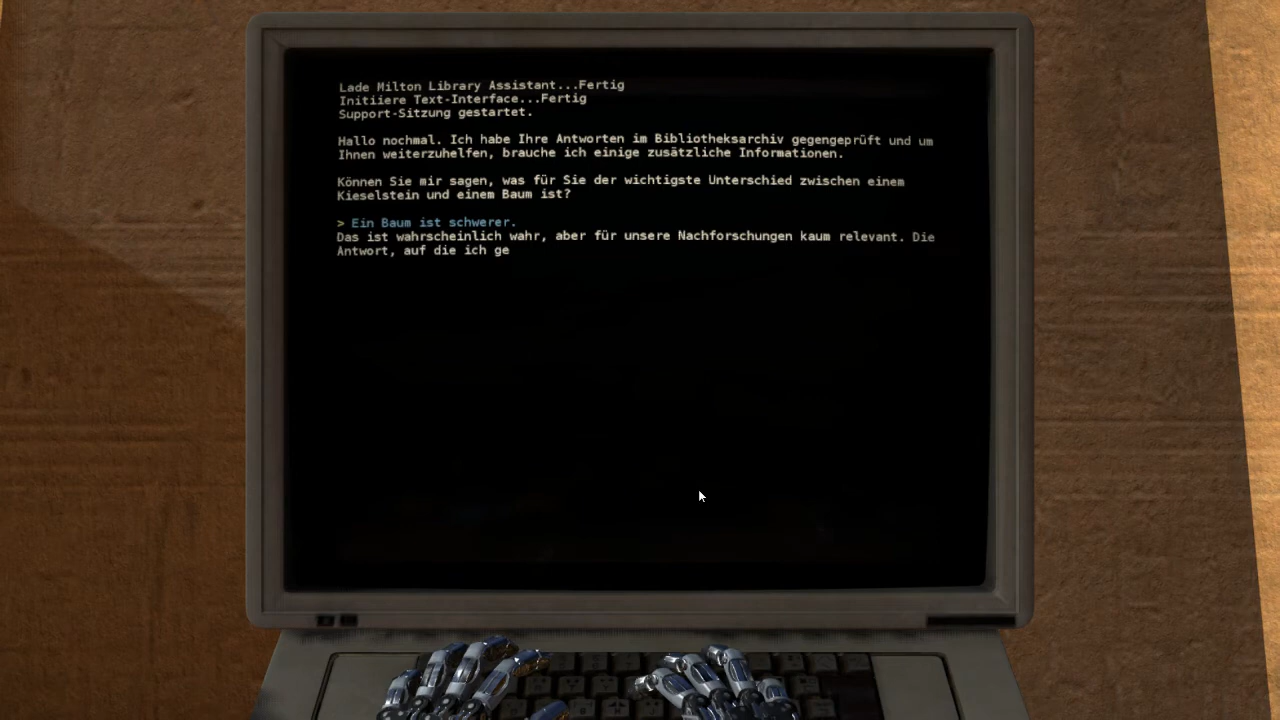 Lade Milton Library Assistant...Fertig
Initiiere Text-Interface...Fertig
Support-Sitzung gestartet.
Hallo nochmal. Ich habe Ihre Antworten im Bibliotheksarchiv gegengeprüft und um
Ihnen weiterzuhelfen, brauche ich einige zusätzliche Informationen.
Können Sie mir sagen, was für Sie der wichtigste Unterschied zwischen einem
Kieselstein und einem Baum ist?
> Ein Baum ist schwerer.
Das ist wahrscheinlich wahr, aber für unsere Nachforschungen kaum relevant. Die
Antwort, auf die ich ge